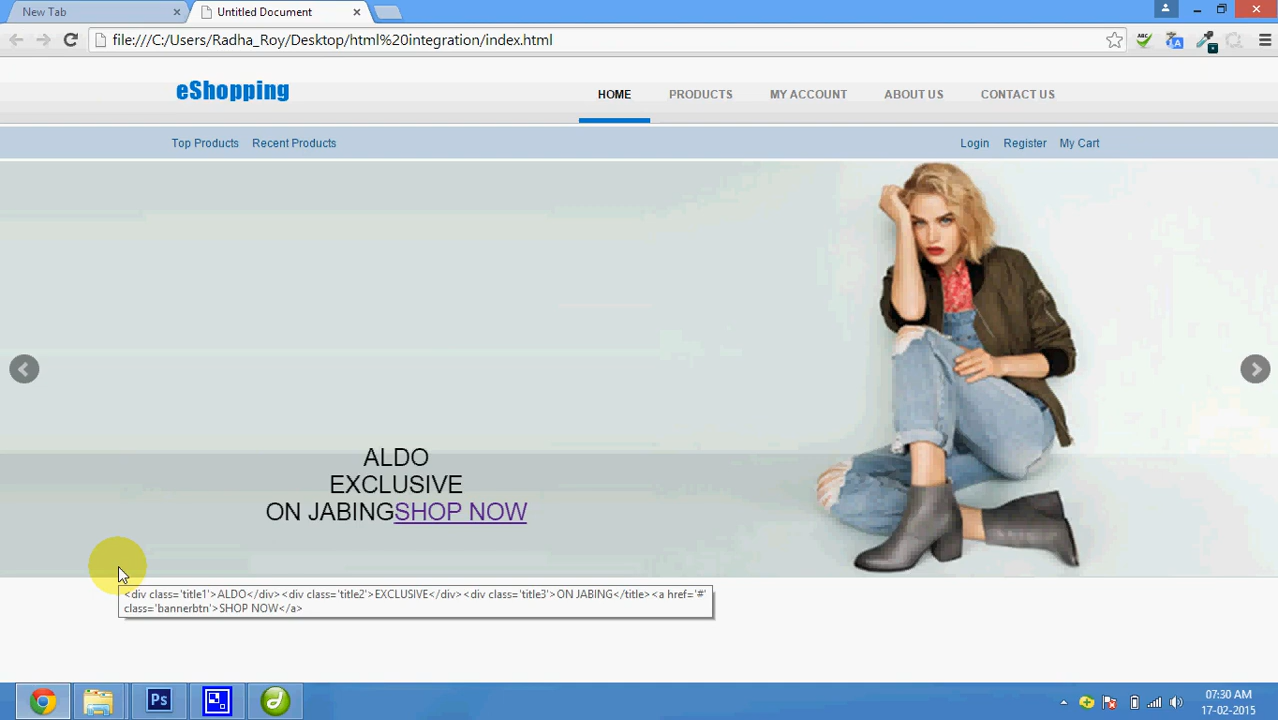 New Tab
Untitled Document
file:///C:/Users/Radha_Roy/Desktop/html%20integration/index.html
ABC
A
eShopping
HOME PRODUCTS MY ACCOUNT ABOUT US CONTACT US
Top Products Recent Products Login Register My Cart
ALDO
EXCLUSIVE
ON JABINGSHOP NOW
<div class='title1'>ALDO</div><div class='title2'>EXCLUSIVE</div><div class='title3'>ON JABING</title><a href='#'
class='bannerbtn'>SHOP NOW</a>
Ps
07:30 AM
17-02-2015